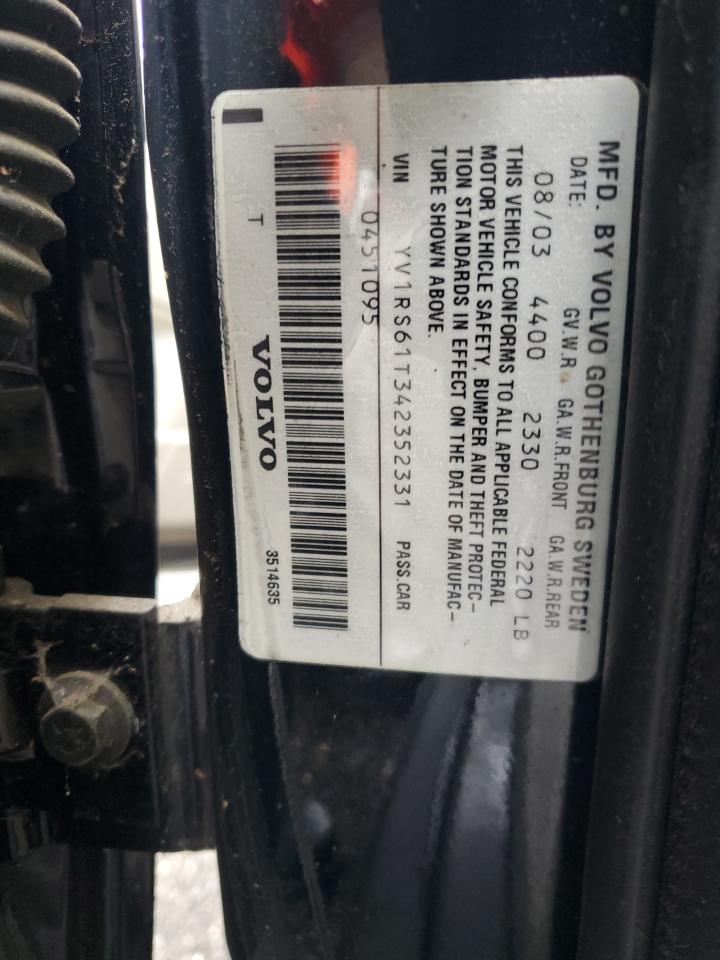 MFD. BY VOLVO GOTHENBURG SWEDEN
DATE: GV.W.R. GA.W.R.FRONT GA.W.R.REAR
08/03 4400 2330 2220 LB
THIS VEHICLE CONFORMS TO ALL APPLICABLE FEDERAL
MOTOR VEHICLE SAFETY, BUMPER AND THEFT PROTEC-
TION STANDARDS IN EFFECT ON THE DATE OF MANUFAC-
TURE SHOWN ABOVE.
VIN YV1RS61T342352331 PASS.CAR
0451095
T VOLVO 3514635